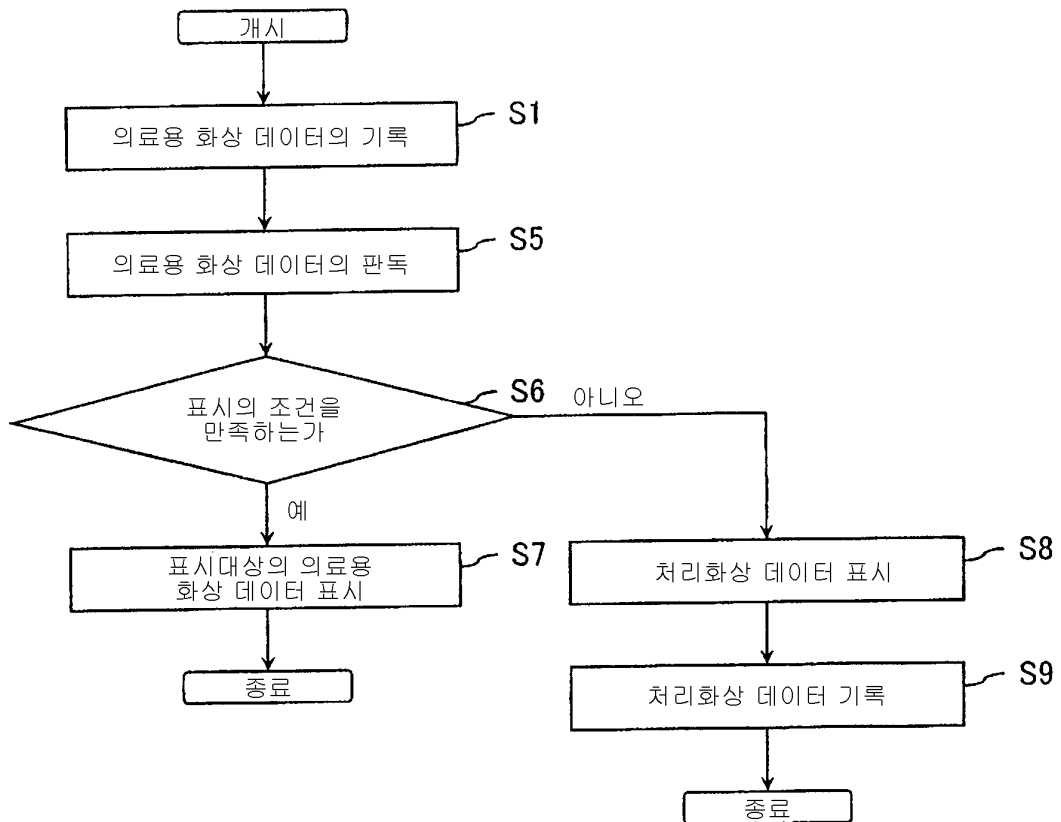 개시
의료용 화상 데이터의 기록
S1
의료용 화상 데이터의 판독
S5
표시의 조건을
만족하는가
S6
아니오
예
표시대상의 의료용
화상 데이터 표시
S7
종료
처리화상 데이터 표시
S8
처리화상 데이터 기록
S9
종료